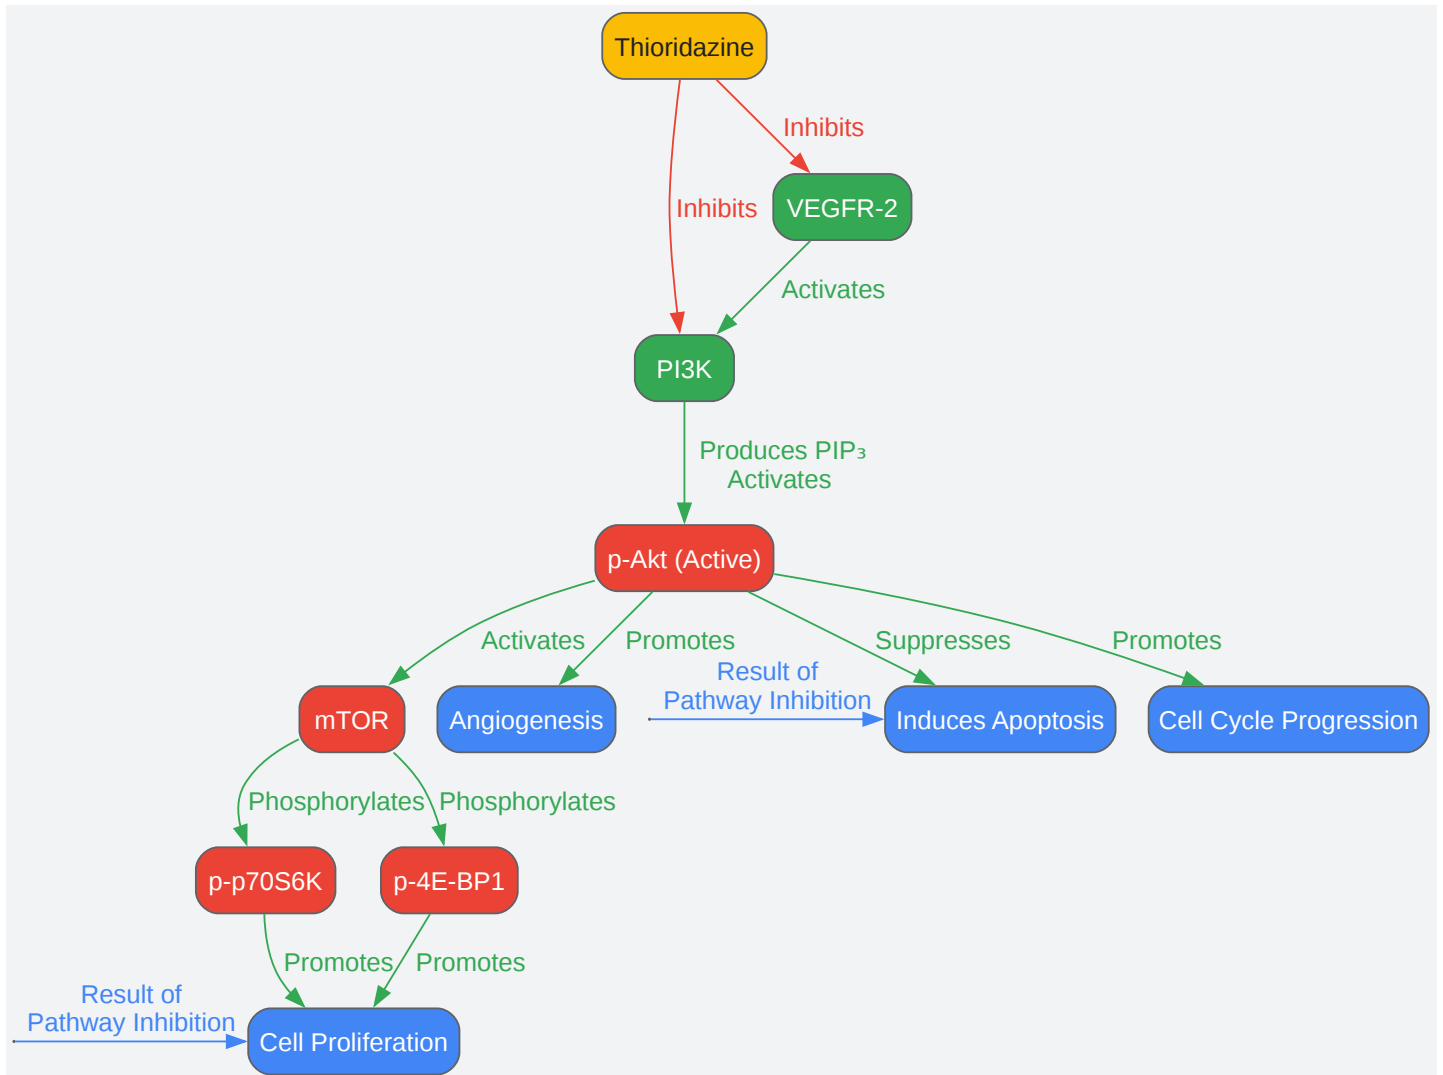 Thioridazine
Inhibits
Inhibits
VEGFR-2
Activates
PI3K
Produces PIP₃
Activates
p-Akt (Active)
Activates
Promotes
Suppresses
Promotes
Result of
Pathway Inhibition
mTOR
Angiogenesis
Induces Apoptosis
Cell Cycle Progression
Phosphorylates
Phosphorylates
p-p70S6K
p-4E-BP1
Promotes
Promotes
Result of
Pathway Inhibition
Cell Proliferation